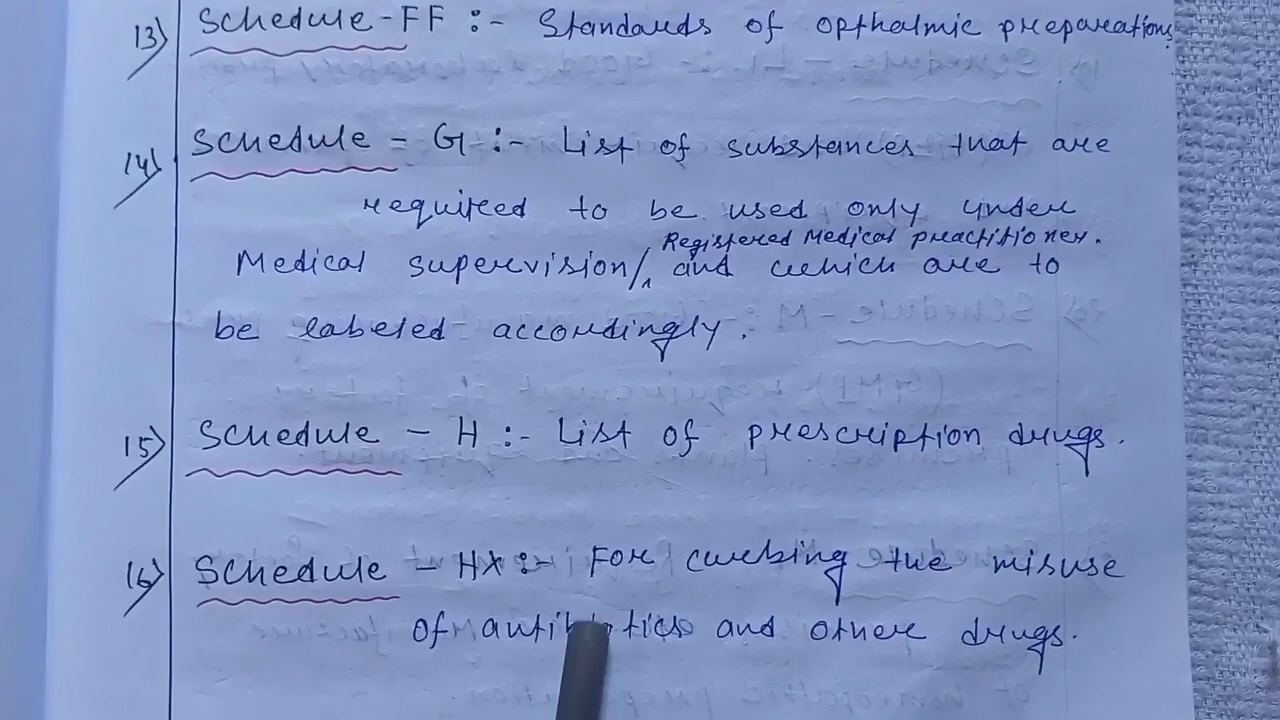 13) Schedule-FF :- Standards of opthalmic preparations
14) Schedule - G :- List of substances that are
required to be used only under
Registered Medical practitioner.
Medical supervision/ and which are to
be labeled accordingly.
15) Schedule - H :- List of prescription drugs.
16) Schedule - HX :- For curbing the misuse
of antibiotics and other drugs.